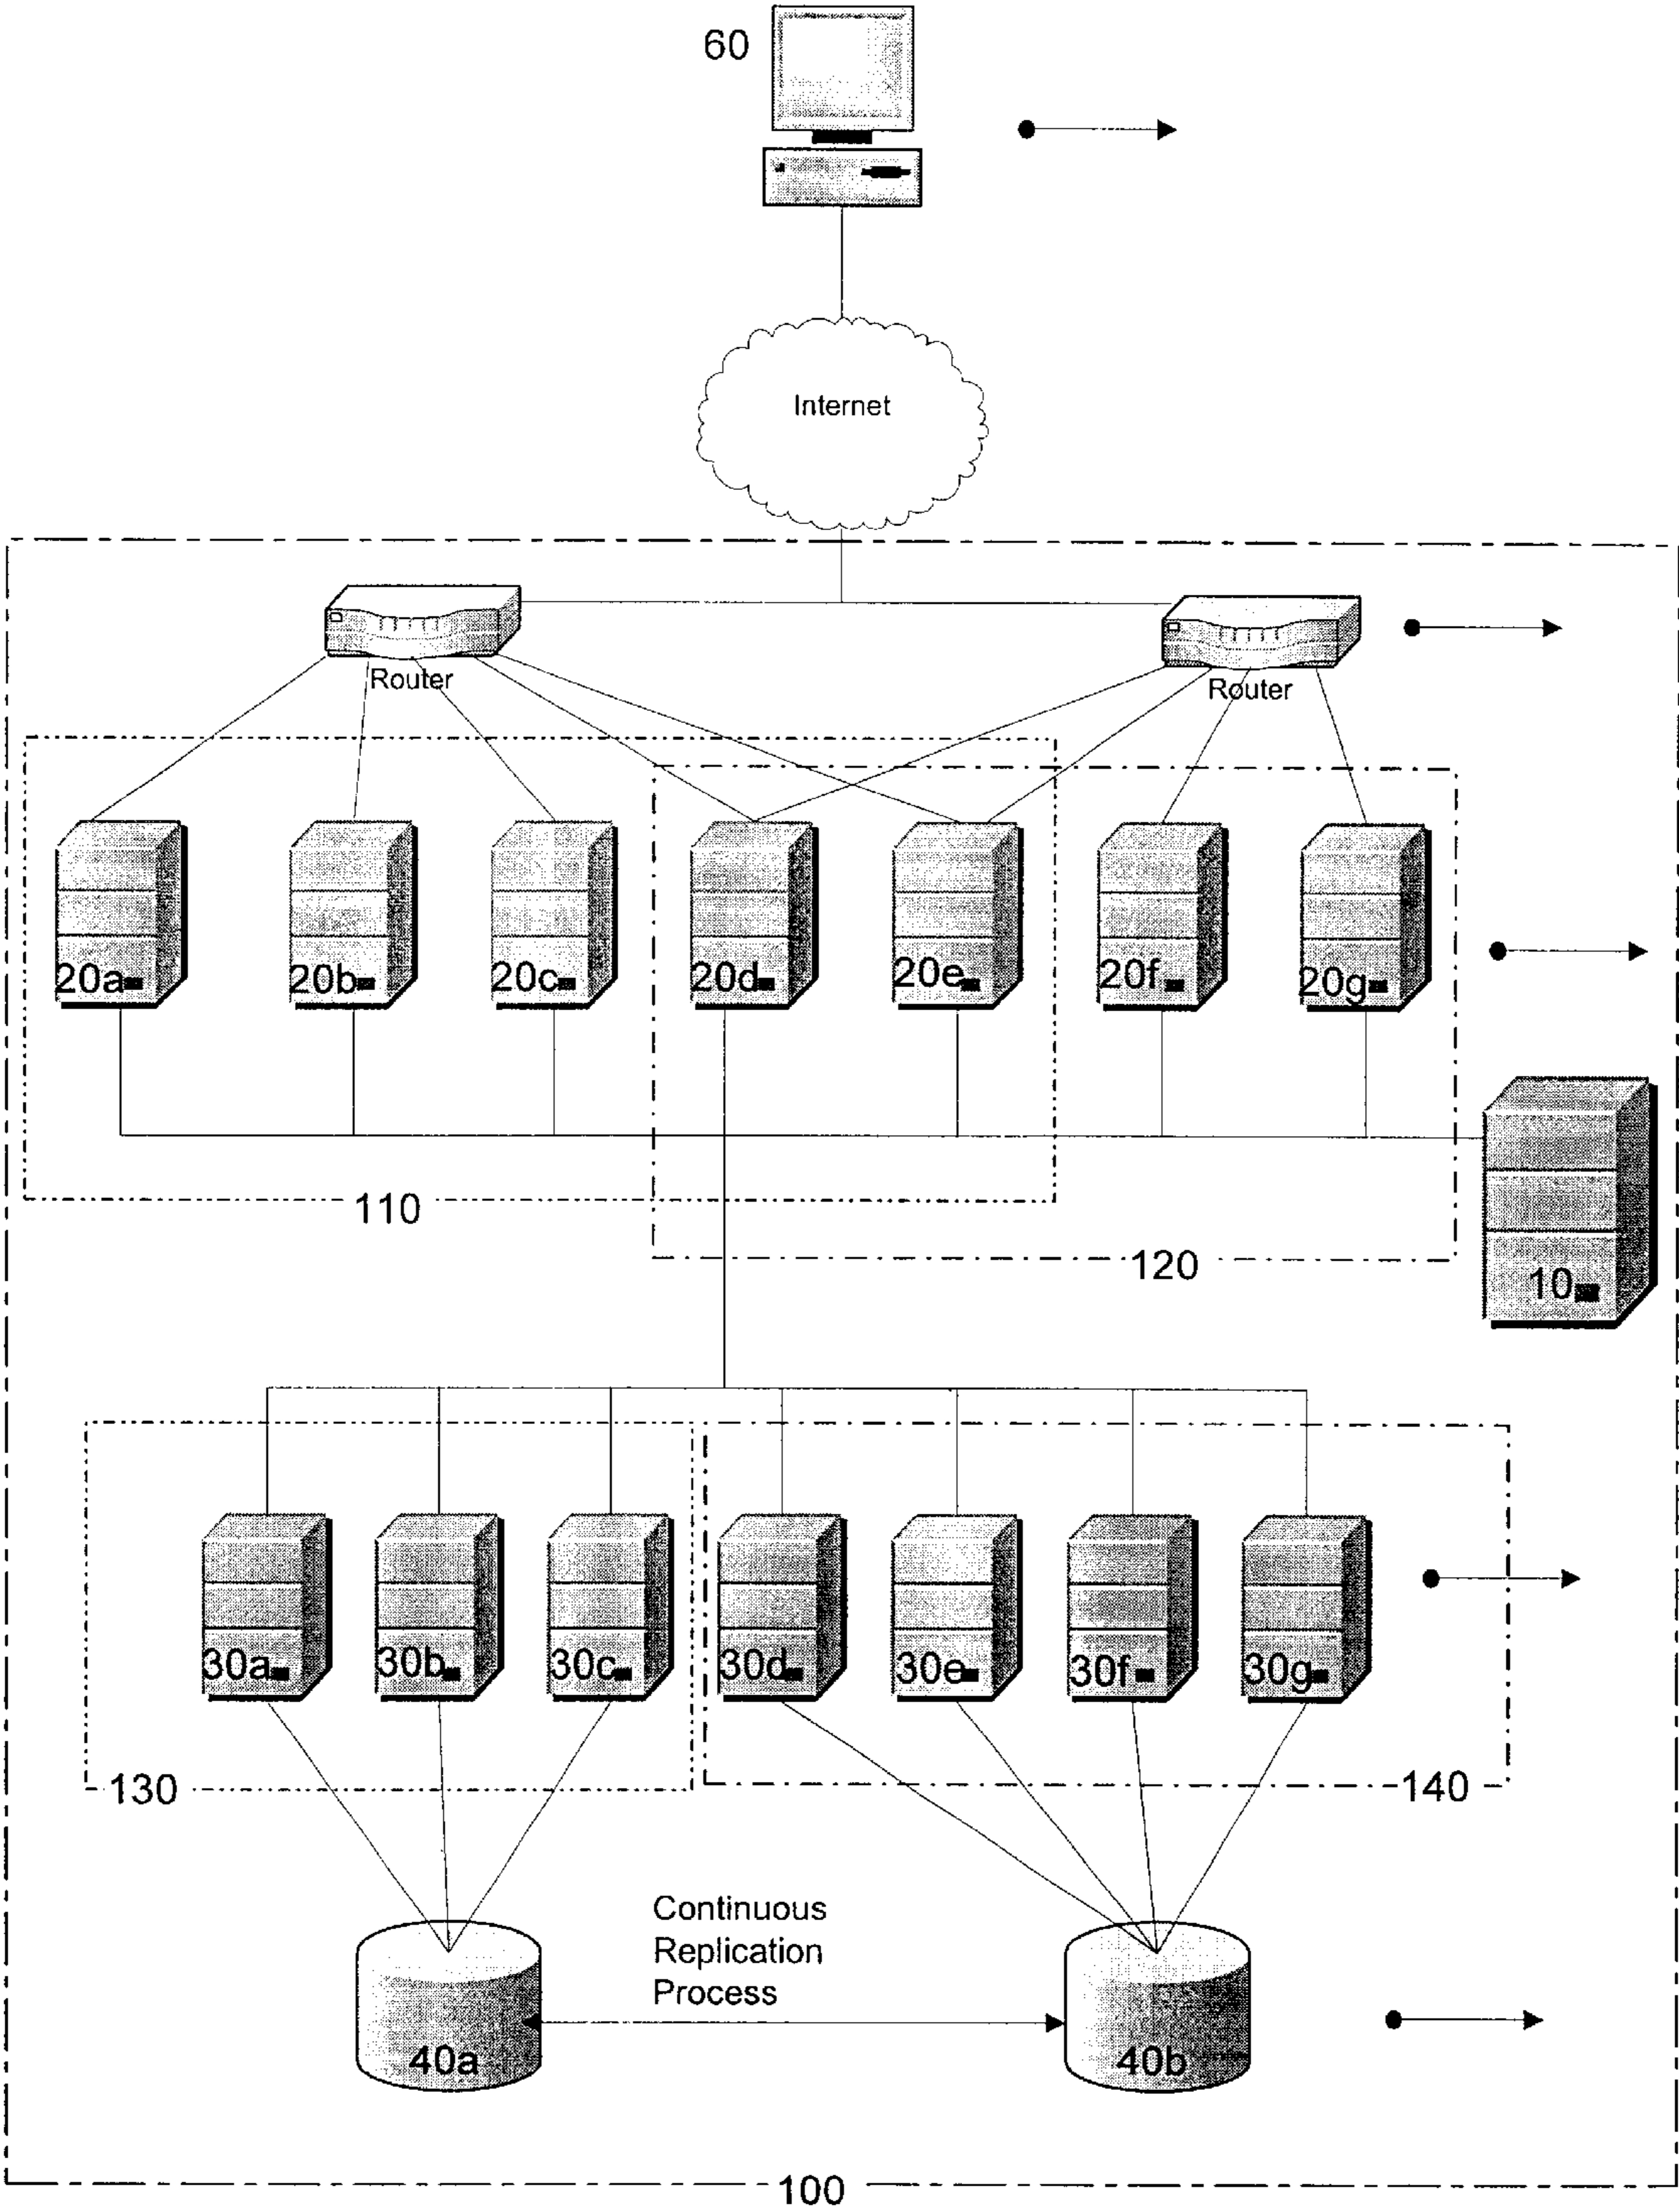 60
Internet
Router
Router
20a
20b
20c
20d
20e
20f
20g
110
120
10
30a
30b
30c
30d
30e
30f
30g
130
140
Continuous
Replication
Process
40a
40b
100